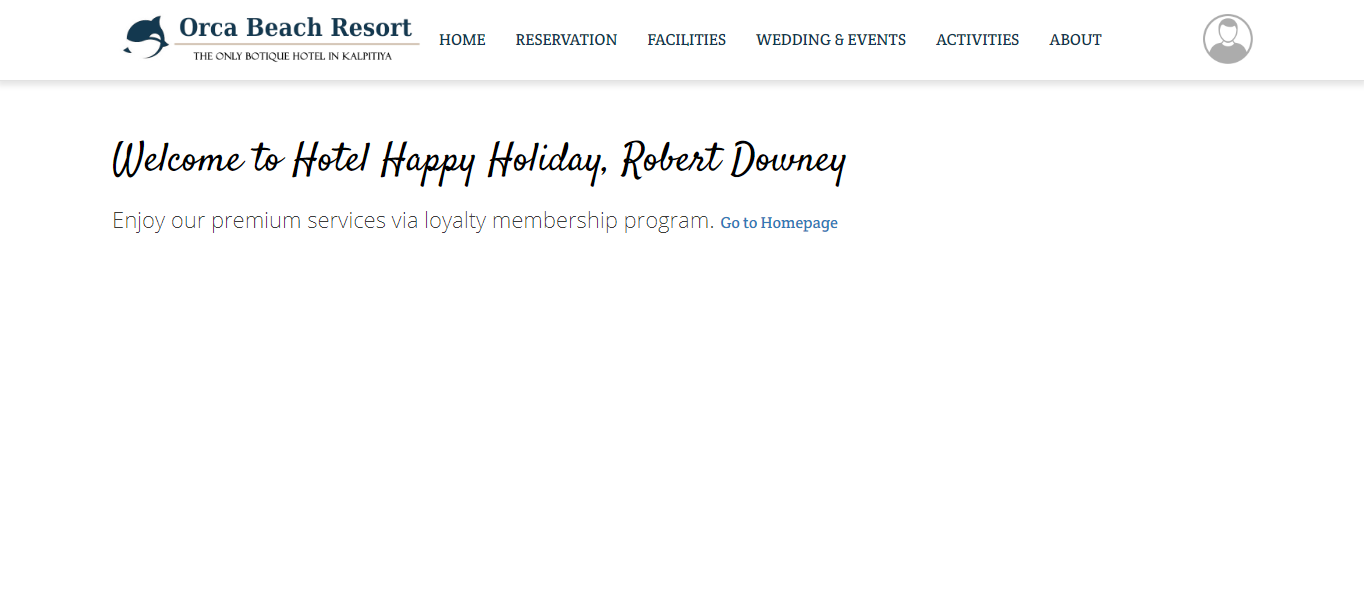 Orca Beach Resort
THE ONLY BOTIQUE HOTEL IN KALPITIYA
HOME RESERVATION FACILITIES WEDDING & EVENTS ACTIVITIES ABOUT
Welcome to Hotel Happy Holiday, Robert Downey
Enjoy our premium services via loyalty membership program. Go to Homepage